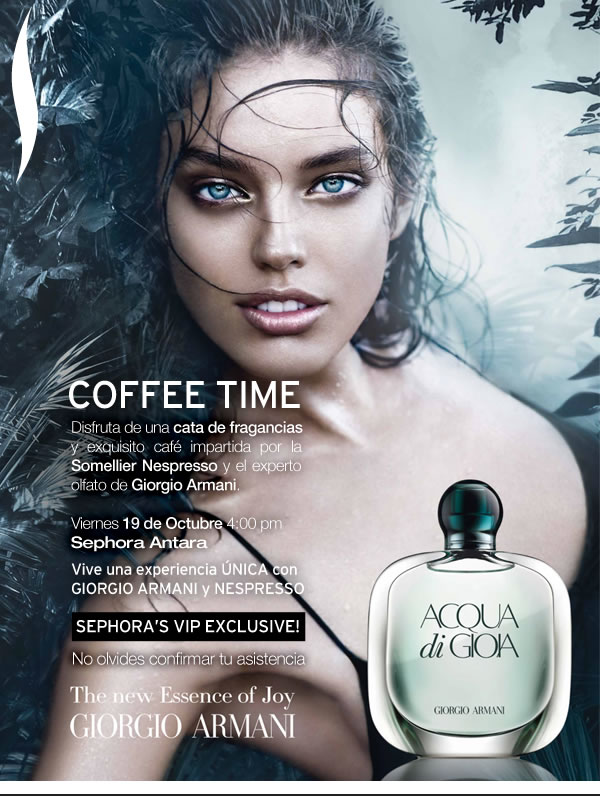 COFFEE TIME
Disfruta de una cata de fragancias
y exquisito café impartida por la
Somellier Nespresso y el experto
olfato de Giorgio Armani.
Viernes 19 de Octubre 4:00 pm
Sephora Antara
Vive una experiencia ÚNICA con
GIORGIO ARMANI y NESPRESSO
SEPHORA'S VIP EXCLUSIVE!
No olvides confirmar tu asistencia
The new Essence of Joy
GIORGIO ARMANI
ACQUA
di GIOIA
GIORGIO ARMANI